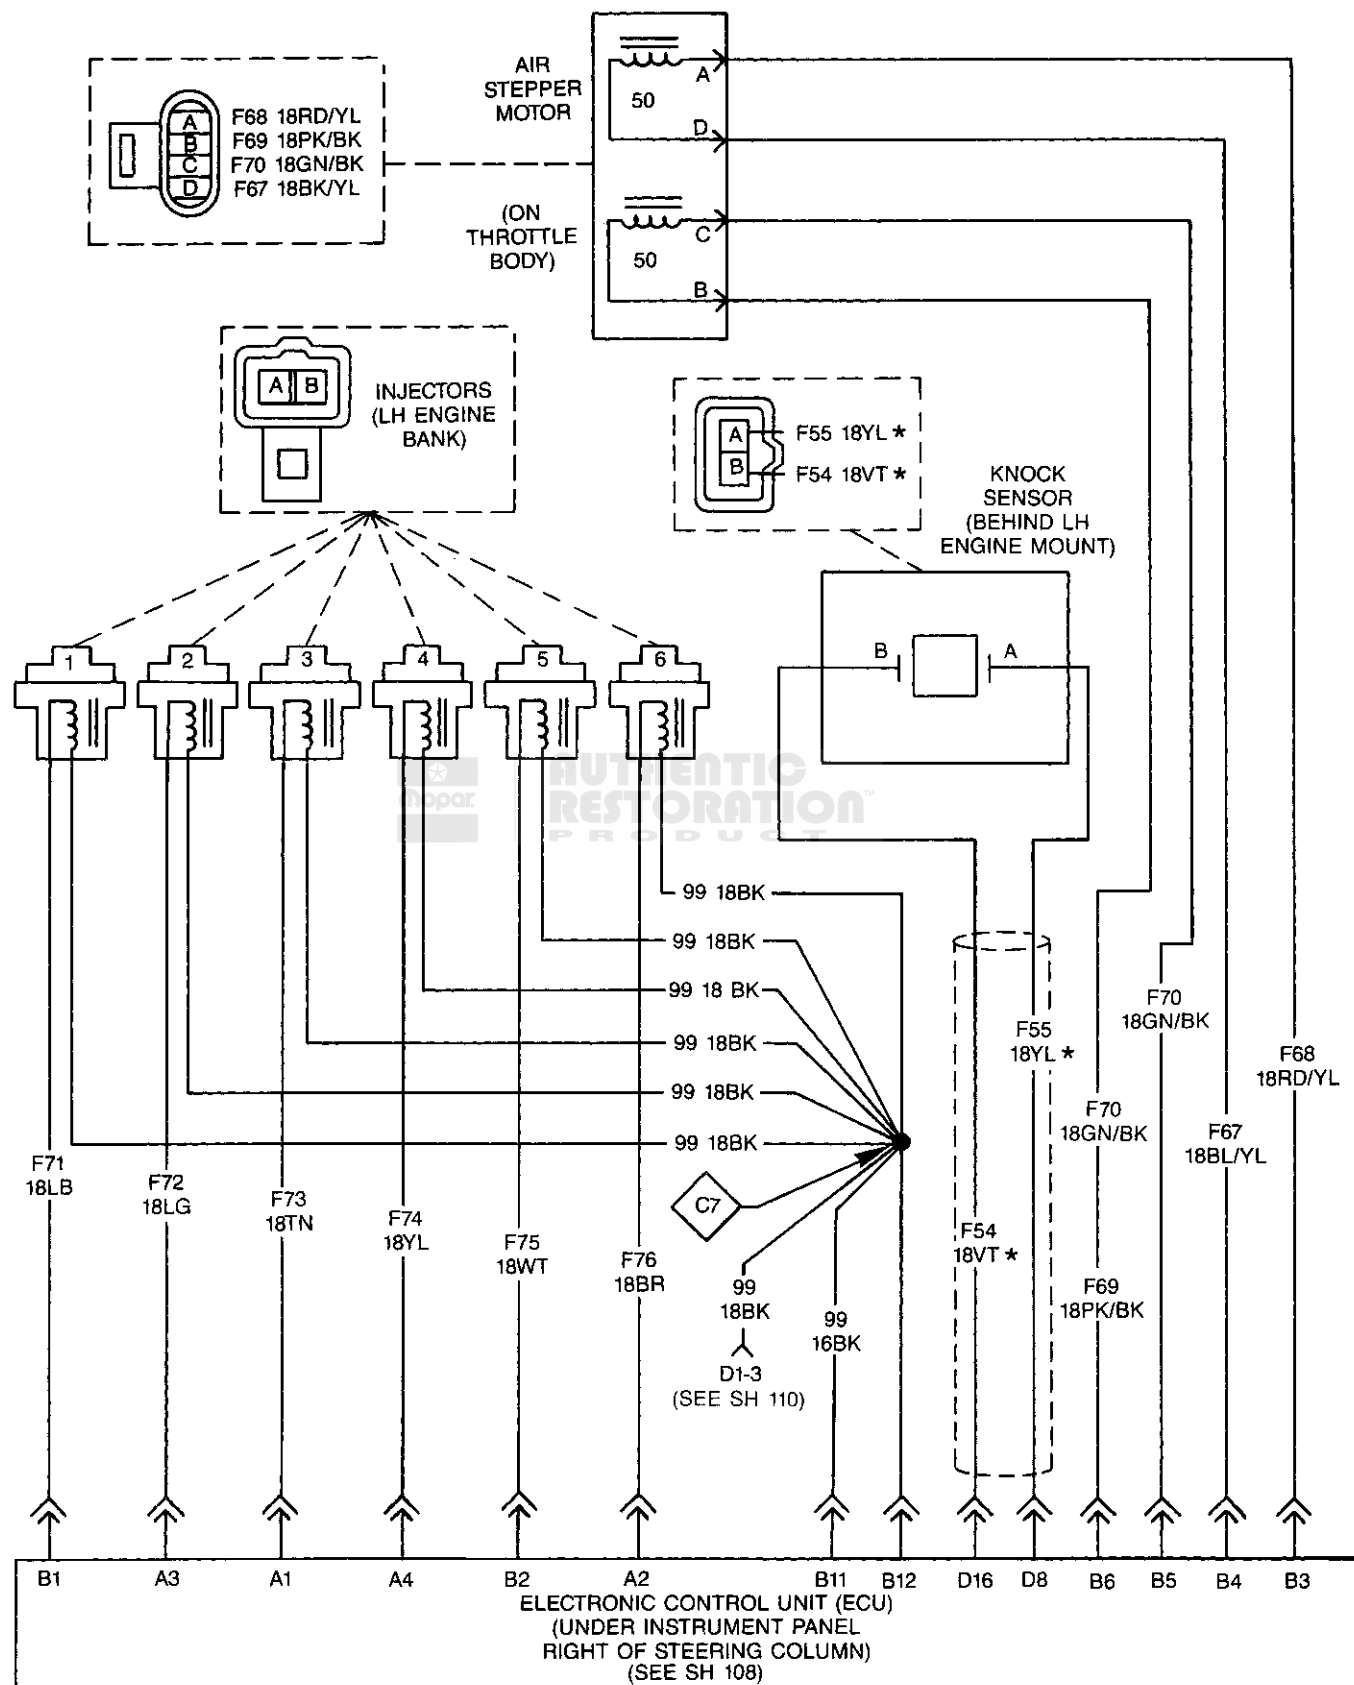 AIR
STEPPER
MOTOR
(ON
THROTTLE
BODY)
A
B
C
D
F68 18RD/YL
F69 18PK/BK
F70 18GN/BK
F67 18BK/YL
50
A
D
50
C
B
A B
INJECTORS
(LH ENGINE
BANK)
A
B
F55 18YL *
F54 18VT *
KNOCK
SENSOR
(BEHIND LH
ENGINE MOUNT)
B A
1 2 3 4 5 6
mopar
AUTHENTIC
RESTORATION™
PRODUCT
99 18BK
99 18BK
99 18 BK
99 18BK
99 18BK
99 18BK
F71
18LB
F72
18LG
F73
18TN
F74
18YL
F75
18WT
F76
18BR
C7
99
18BK
D1-3
(SEE SH 110)
99
16BK
F54
18VT *
F55
18YL *
F70
18GN/BK
F69
18PK/BK
F70
18GN/BK
F67
18BL/YL
F68
18RD/YL
B1 A3 A1 A4 B2 A2 B11 B12 D16 D8 B6 B5 B4 B3
ELECTRONIC CONTROL UNIT (ECU)
(UNDER INSTRUMENT PANEL
RIGHT OF STEERING COLUMN)
(SEE SH 108)